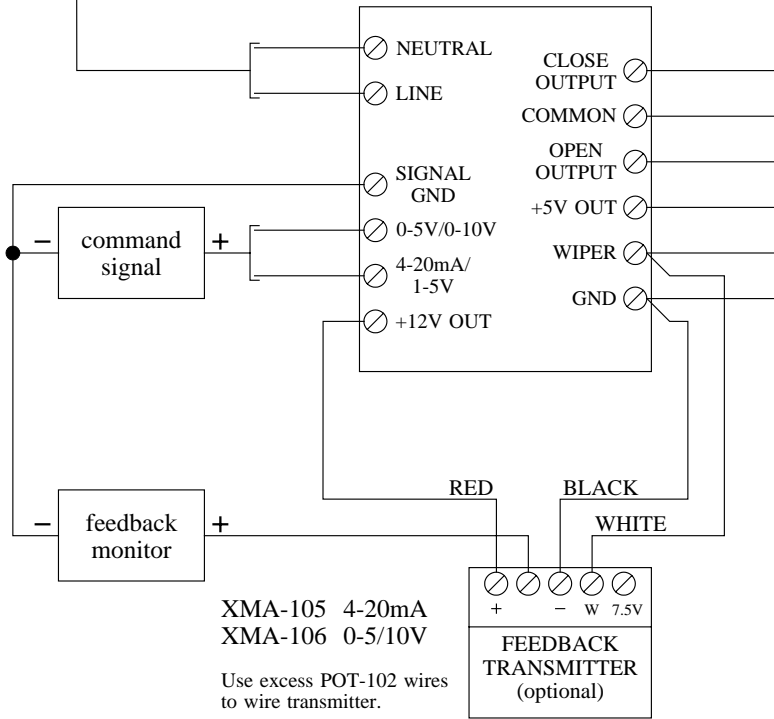 NEUTRAL
LINE
SIGNAL
GND
0-5V/0-10V
4-20mA/
1-5V
+12V OUT
CLOSE
OUTPUT
COMMON
OPEN
OUTPUT
+5V OUT
WIPER
GND
− command +
signal
RED
BLACK
WHITE
− feedback +
monitor
+ − W 7.5V
FEEDBACK
TRANSMITTER
(optional)
XMA-105 4-20mA
XMA-106 0-5/10V
Use excess POT-102 wires
to wire transmitter.